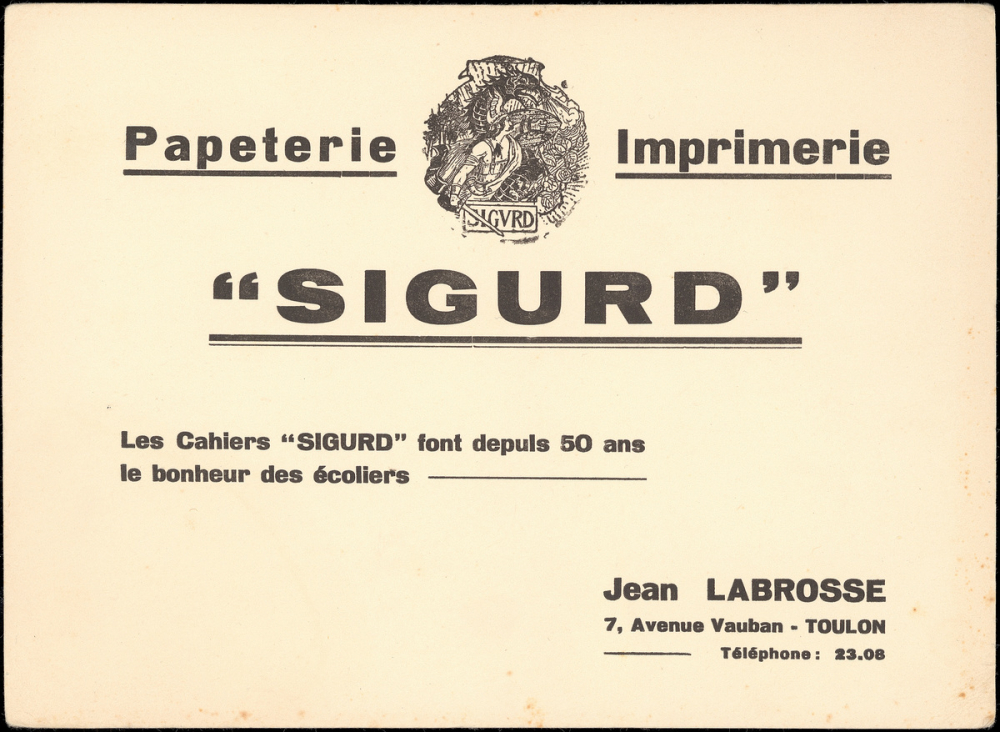 Papeterie
SIGVRD
Imprimerie
“SIGURD”
Les Cahiers “SIGURD” font depuis 50 ans
le bonheur des écoliers
Jean LABROSSE
7, Avenue Vauban - TOULON
Téléphone : 23.08